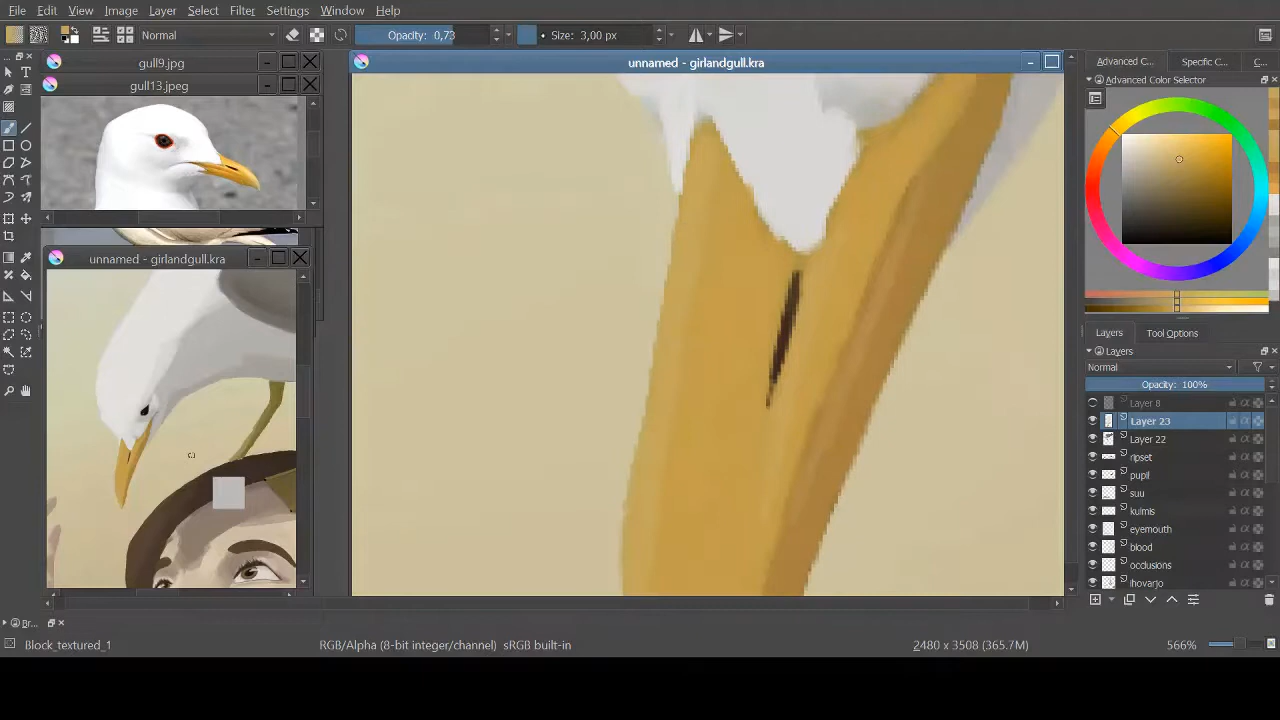 File Edit View Image Layer Select Filter Settings Window Help
Normal Opacity: 0,73 Size: 3,00 px
gull9.jpg
unnamed - girlandgull.kra
Advanced C... Specific C... C...
gull13.jpeg
Advanced Color Selector
unnamed - girlandgull.kra
Layers Tool Options
Layers
Normal
Opacity: 100%
Layer 8
Layer 23
Layer 22
ripset
pupil
suu
kulmis
eyemouth
blood
occlusions
ihovarjo
Br...
Block_textured_1 RGB/Alpha (8-bit integer/channel) sRGB built-in 2480 x 3508 (365.7M) 566%